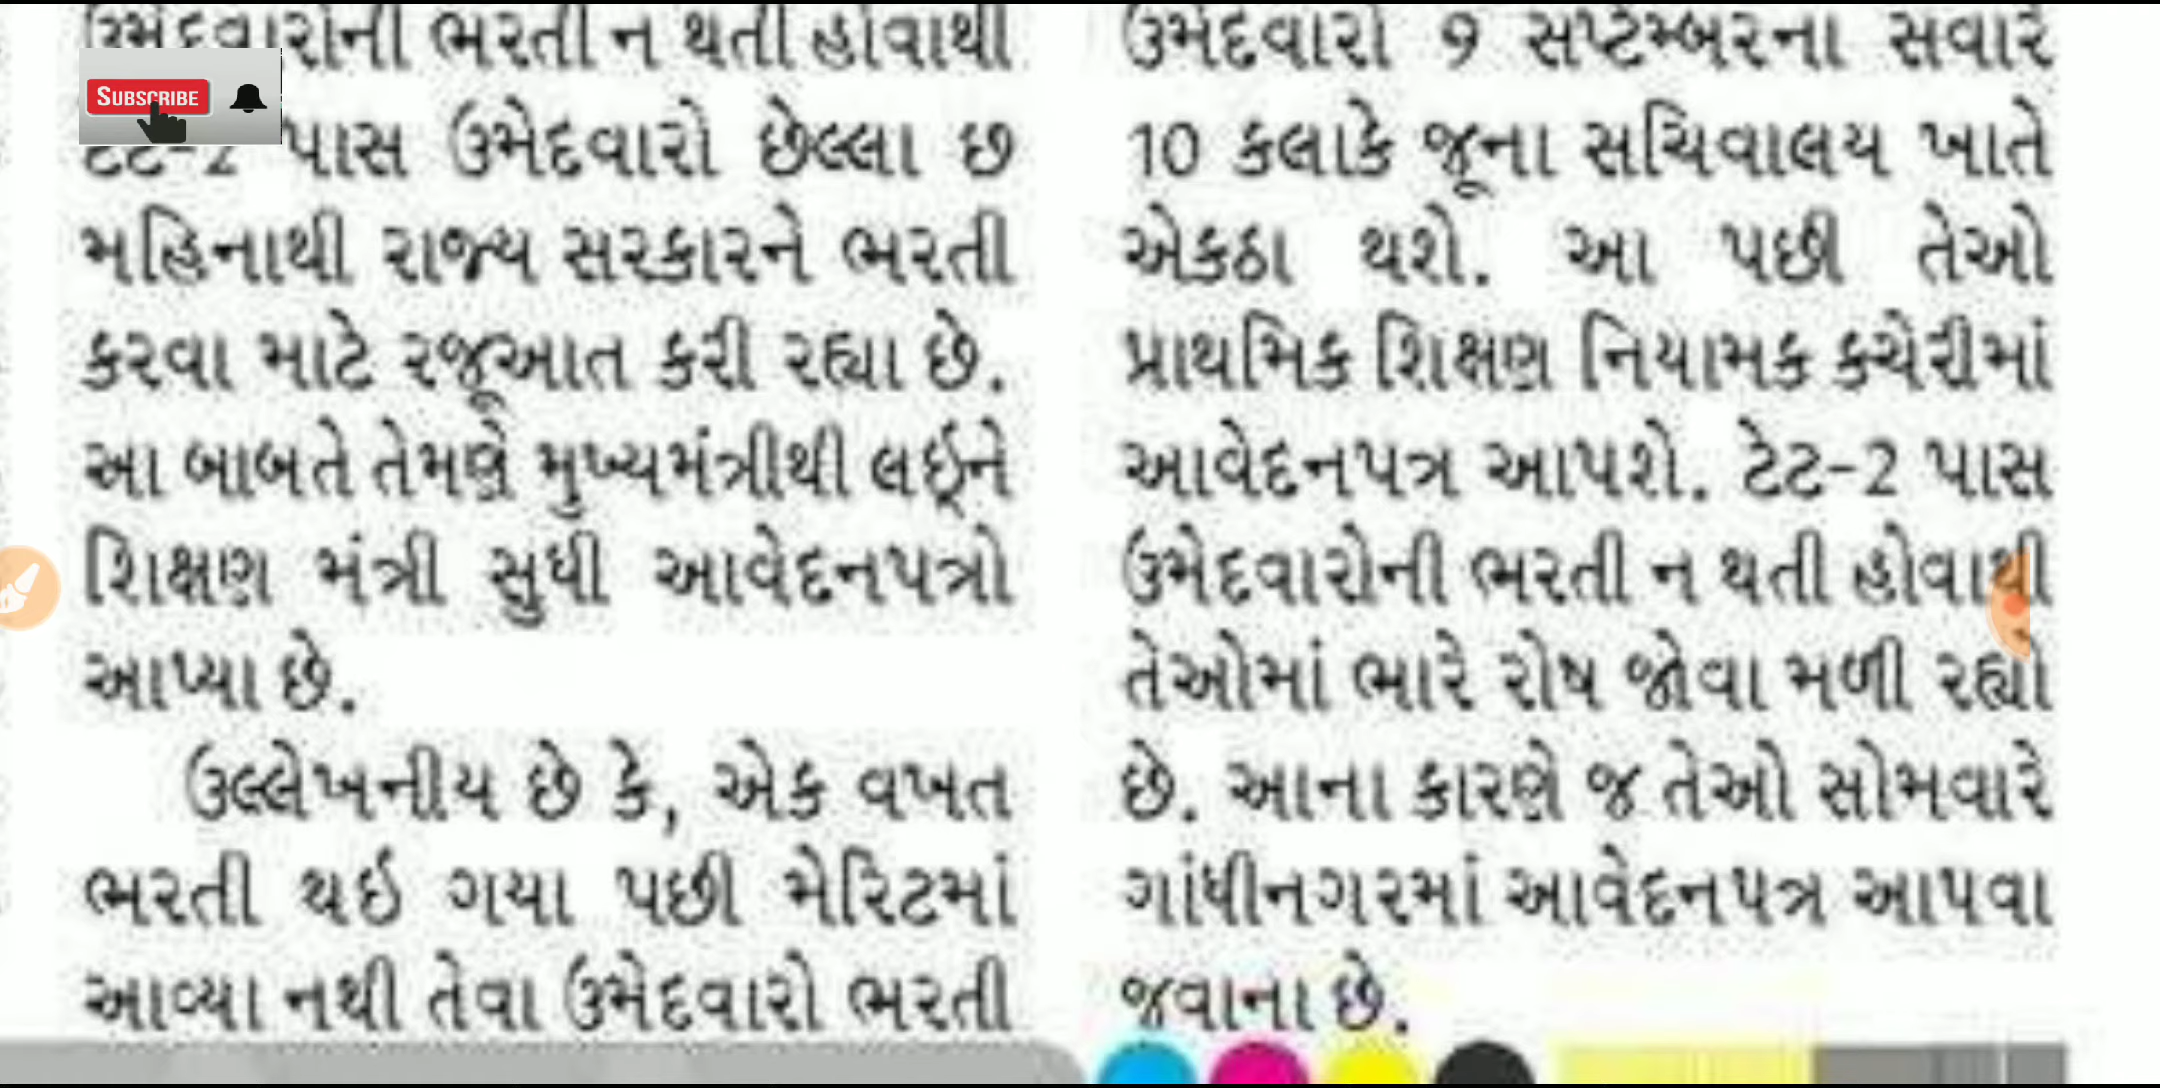 ઉમેદવારોની ભરતી ન થતી હોવાથી
SUBSCRIBE
ટેટ-2 પાસ ઉમેદવારો છેલ્લા છ
મહિનાથી રાજ્ય સરકારને ભરતી
કરવા માટે રજૂઆત કરી રહ્યા છે.
આ બાબતે તેમણે મુખ્યમંત્રીથી લઈને
શિક્ષણ મંત્રી સુધી આવેદનપત્રો
આપ્યા છે.
ઉલ્લેખનીય છે કે, એક વખત
ભરતી થઇ ગયા પછી મેરિટમાં
આવ્યા નથી તેવા ઉમેદવારો ભરતી
ઉમેદવારો 9 સપ્ટેમ્બરના સવારે
10 કલાકે જૂના સચિવાલય ખાતે
એકઠા થશે. આ પછી તેઓ
પ્રાથમિક શિક્ષણ નિયામક કચેરીમાં
આવેદનપત્ર આપશે. ટેટ-2 પાસ
ઉમેદવારોની ભરતી ન થતી હોવાથી
તેઓમાં ભારે રોષ જોવા મળી રહ્યો
છે. આના કારણે જ તેઓ સોમવારે
ગાંધીનગરમાં આવેદનપત્ર આપવા
જવાના છે.